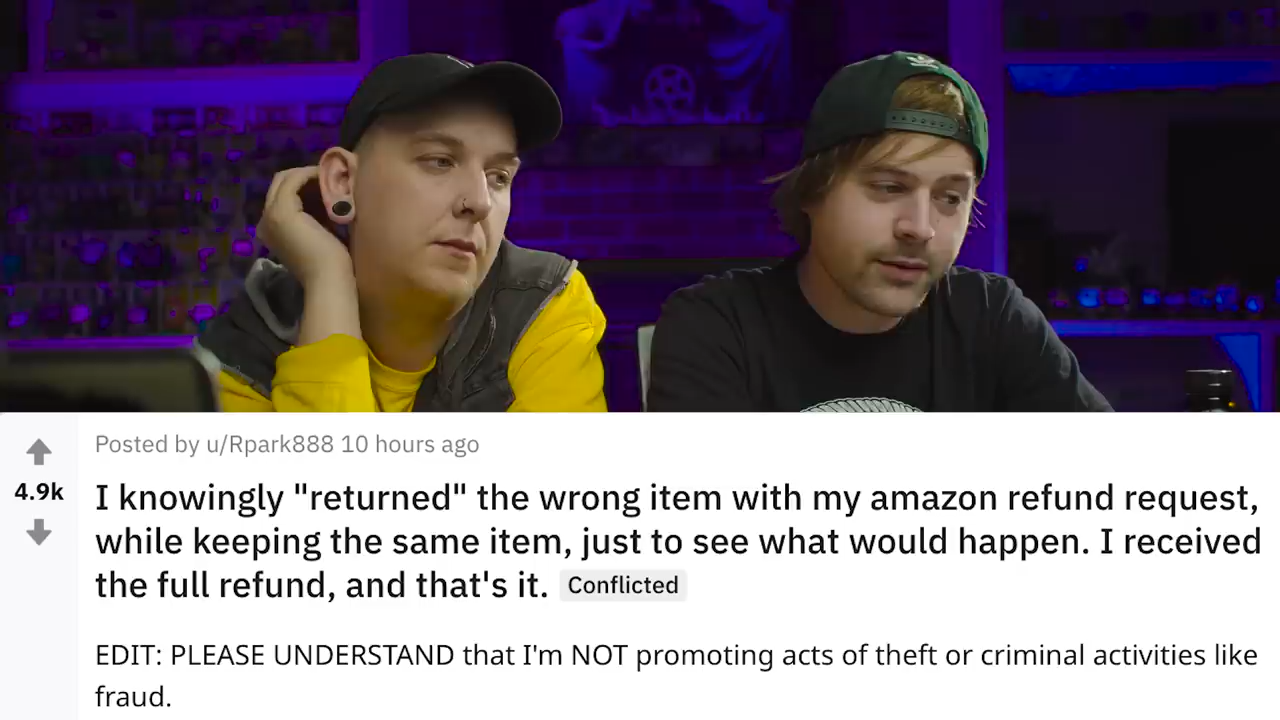 Posted by u/Rpark888 10 hours ago
4.9k
I knowingly "returned" the wrong item with my amazon refund request,
while keeping the same item, just to see what would happen. I received
the full refund, and that's it. Conflicted
EDIT: PLEASE UNDERSTAND that I'm NOT promoting acts of theft or criminal activities like
fraud.